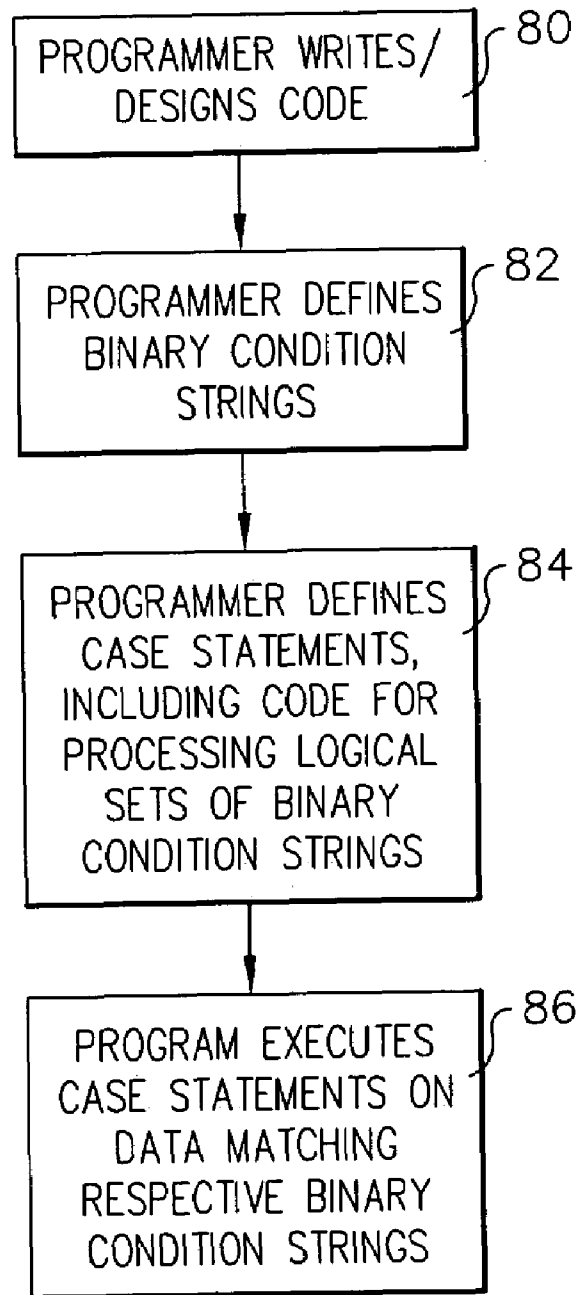 PROGRAMMER WRITES/
DESIGNS CODE
80
PROGRAMMER DEFINES
BINARY CONDITION
STRINGS
82
PROGRAMMER DEFINES
CASE STATEMENTS,
INCLUDING CODE FOR
PROCESSING LOGICAL
SETS OF BINARY
CONDITION STRINGS
84
PROGRAM EXECUTES
CASE STATEMENTS ON
DATA MATCHING
RESPECTIVE BINARY
CONDITION STRINGS
86